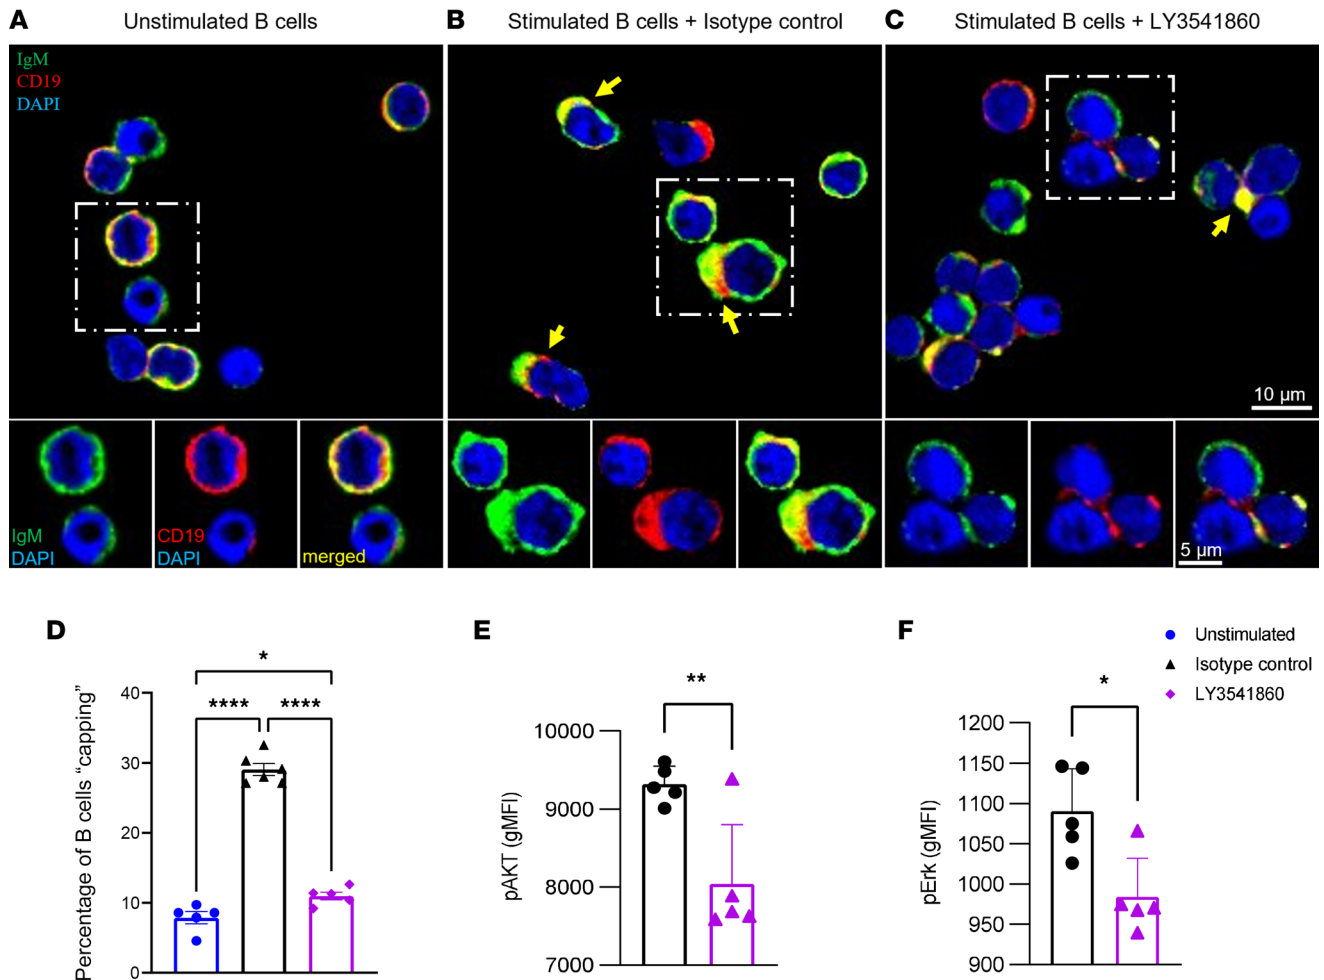 A Unstimulated B cells
B Stimulated B cells + Isotype control
C Stimulated B cells + LY3541860
IgM
CD19
DAPI
10 µm
IgM
DAPI
CD19
DAPI
merged
5 µm
D
Percentage of B cells “capping”
40
30
20
10
0
*
****
****
E
pAKT (gMFI)
10000
9000
8000
7000
**
F
pErk (gMFI)
1200
1150
1100
1050
1000
950
900
*
Unstimulated
Isotype control
LY3541860